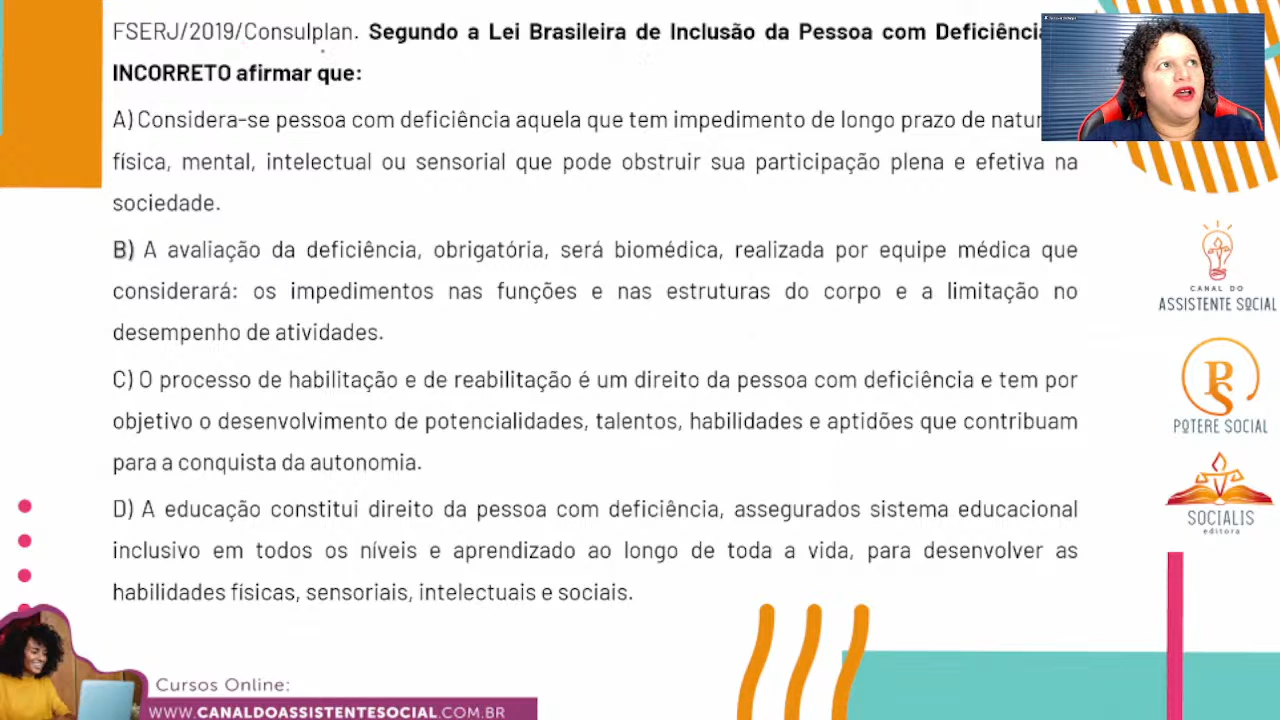 FSERJ/2019/Consulplan. Segundo a Lei Brasileira de Inclusão da Pessoa com Deficiência
INCORRETO afirmar que:
A) Considera-se pessoa com deficiência aquela que tem impedimento de longo prazo de
física, mental, intelectual ou sensorial que pode obstruir sua participação plena e efetiva na
sociedade.
B) A avaliação da deficiência, obrigatória, será biomédica, realizada por equipe médica que
considerará: os impedimentos nas funções e nas estruturas do corpo e a limitação no
desempenho de atividades.
C) O processo de habilitação e de reabilitação é um direito da pessoa com deficiência e tem por
objetivo o desenvolvimento de potencialidades, talentos, habilidades e aptidões que contribuam
para a conquista da autonomia.
D) A educação constitui direito da pessoa com deficiência, assegurados sistema educacional
inclusivo em todos os níveis e aprendizado ao longo de toda a vida, para desenvolver as
habilidades físicas, sensoriais, intelectuais e sociais.
CANAL DO
ASSISTENTE SOCIAL
PS
POTERE SOCIAL
SOCIALIS
editora
Cursos Online:
WWW.CANALDOASSISTENTESOCIAL.COM.BR